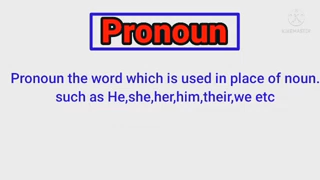 Pronoun
Pronoun the word which is used in place of noun.
such as He,she,her,him,their,we etc